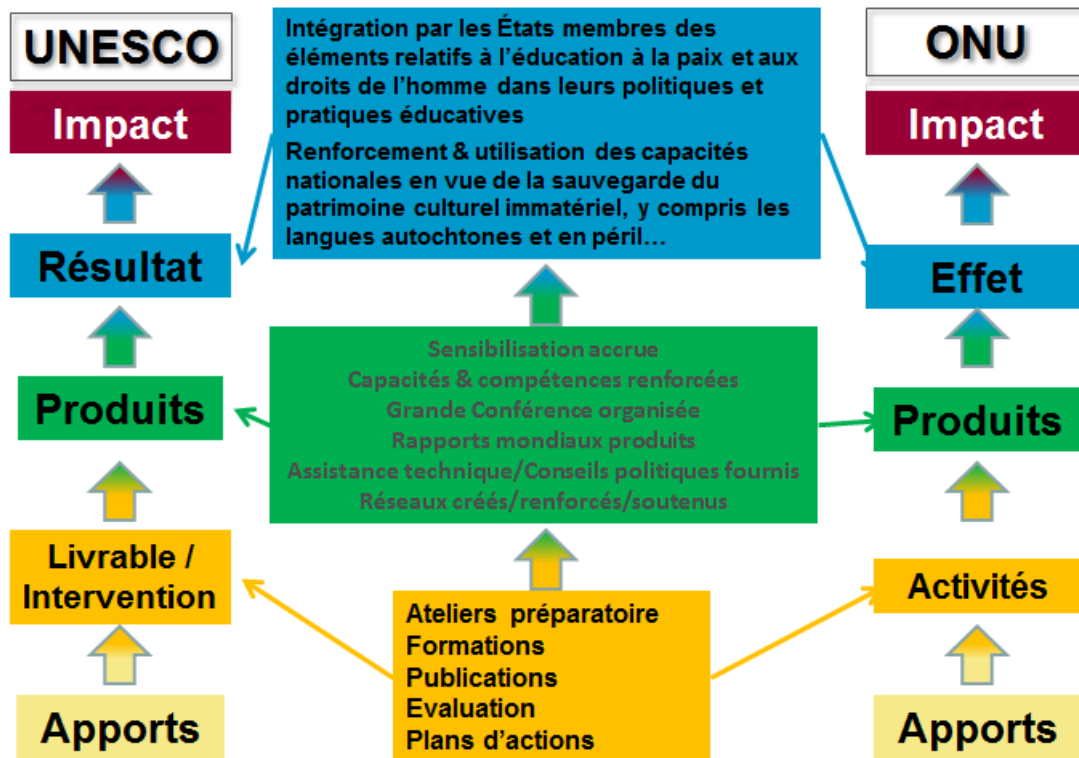 UNESCO
Impact
Résultat
Produits
Livrable /
Intervention
Apports
Intégration par les États membres des
éléments relatifs à l'éducation à la paix et aux
droits de l'homme dans leurs politiques et
pratiques éducatives
Renforcement & utilisation des capacités
nationales en vue de la sauvegarde du
patrimoine culturel immatériel, y compris les
langues autochtones et en péril…
Sensibilisation accrue
Capacités & compétences renforcées
Grande Conférence organisée
Rapports mondiaux produits
Assistance technique/Conseils politiques fournis
Réseaux créés/renforcés/soutenus
Ateliers préparatoire
Formations
Publications
Evaluation
Plans d'actions
ONU
Impact
Effet
Produits
Activités
Apports